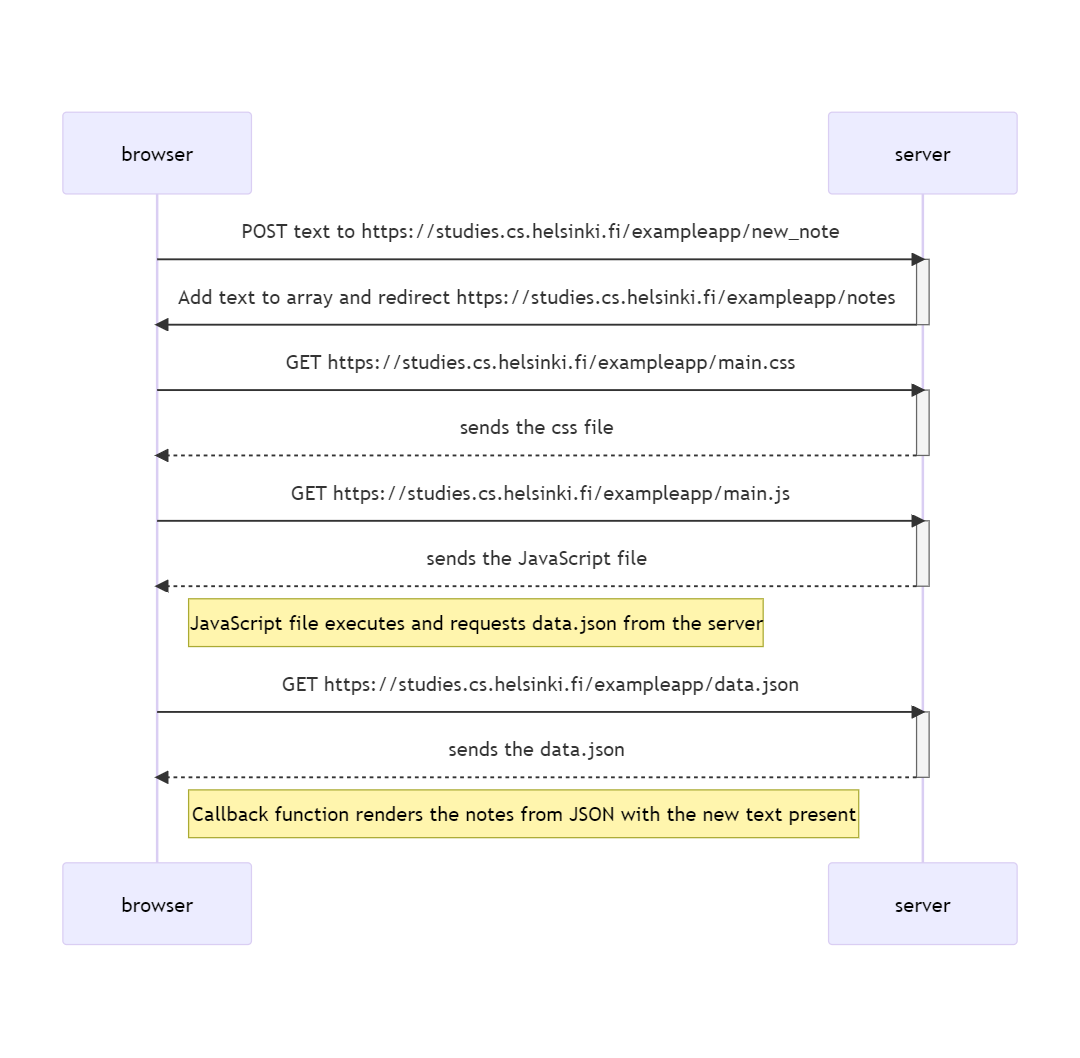 browser
server
POST text to https://studies.cs.helsinki.fi/exampleapp/new_note
Add text to array and redirect https://studies.cs.helsinki.fi/exampleapp/notes
GET https://studies.cs.helsinki.fi/exampleapp/main.css
sends the css file
GET https://studies.cs.helsinki.fi/exampleapp/main.js
sends the JavaScript file
JavaScript file executes and requests data.json from the server
GET https://studies.cs.helsinki.fi/exampleapp/data.json
sends the data.json
Callback function renders the notes from JSON with the new text present
browser
server